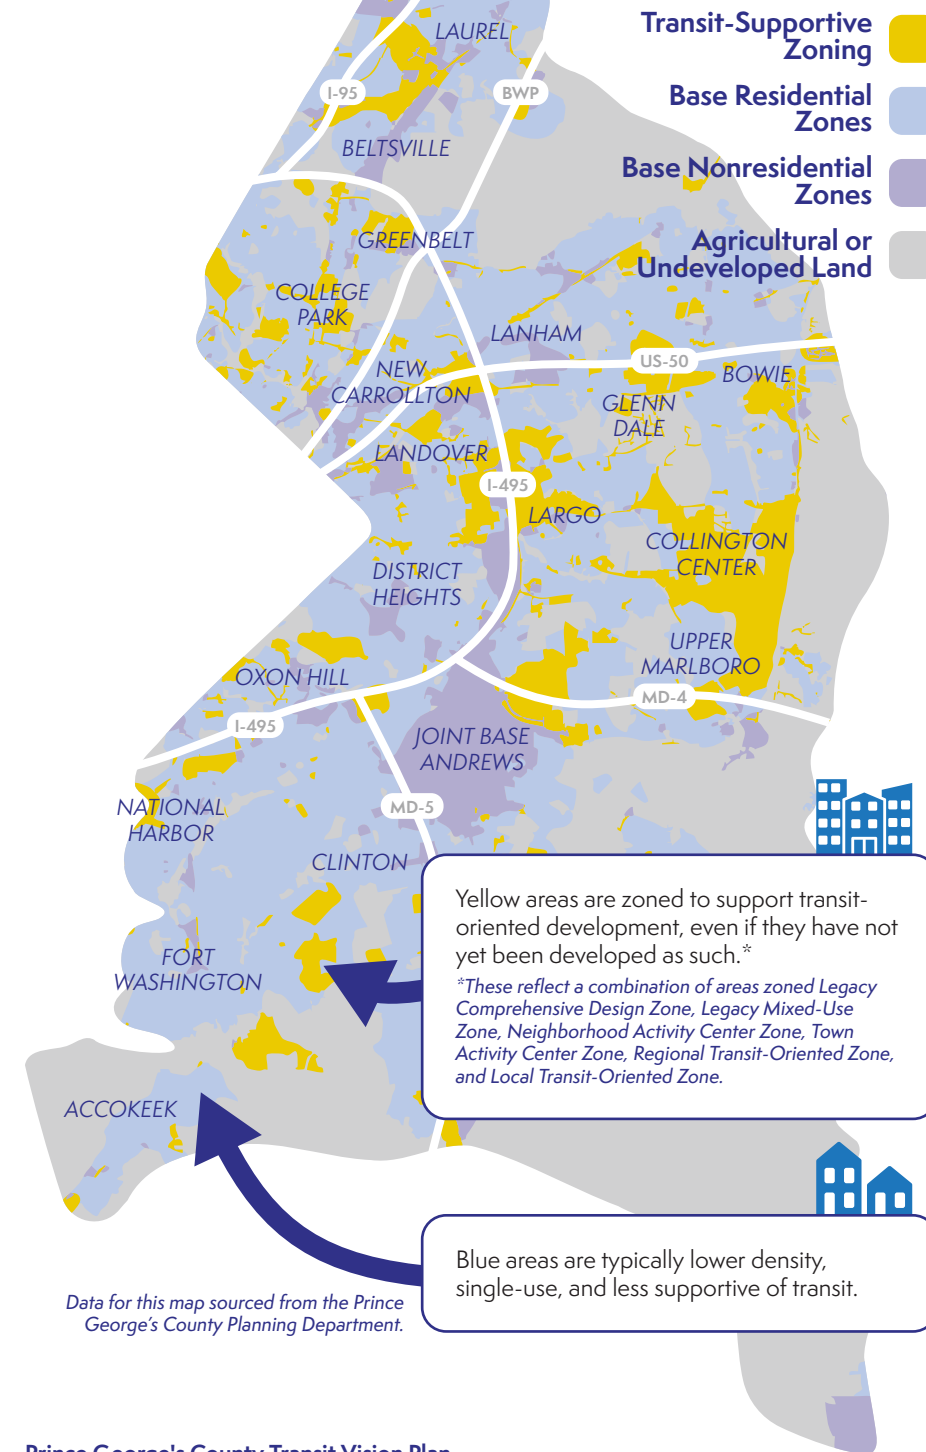 Transit-Supportive
Zoning
Base Residential
Zones
Base Nonresidential
Zones
Agricultural or
Undeveloped Land
LAUREL
I-95
BWP
BELTSVILLE
GREENBELT
COLLEGE
PARK
LANHAM
US-50
NEW
CARROLLTON
BOWIE
GLENN
DALE
LANDOVER
I-495
LARGO
COLLINGTON
CENTER
DISTRICT
HEIGHTS
UPPER
MARLBORO
OXON HILL
MD-4
I-495
JOINT BASE
ANDREWS
NATIONAL
HARBOR
MD-5
CLINTON
FORT
WASHINGTON
Yellow areas are zoned to support transit-
oriented development, even if they have not
yet been developed as such.*
*These reflect a combination of areas zoned Legacy
Comprehensive Design Zone, Legacy Mixed-Use
Zone, Neighborhood Activity Center Zone, Town
Activity Center Zone, Regional Transit-Oriented Zone,
and Local Transit-Oriented Zone.
ACCOKEEK
Blue areas are typically lower density,
single-use, and less supportive of transit.
Data for this map sourced from the Prince
George's County Planning Department.
Prince George's County Transit Vision Plan